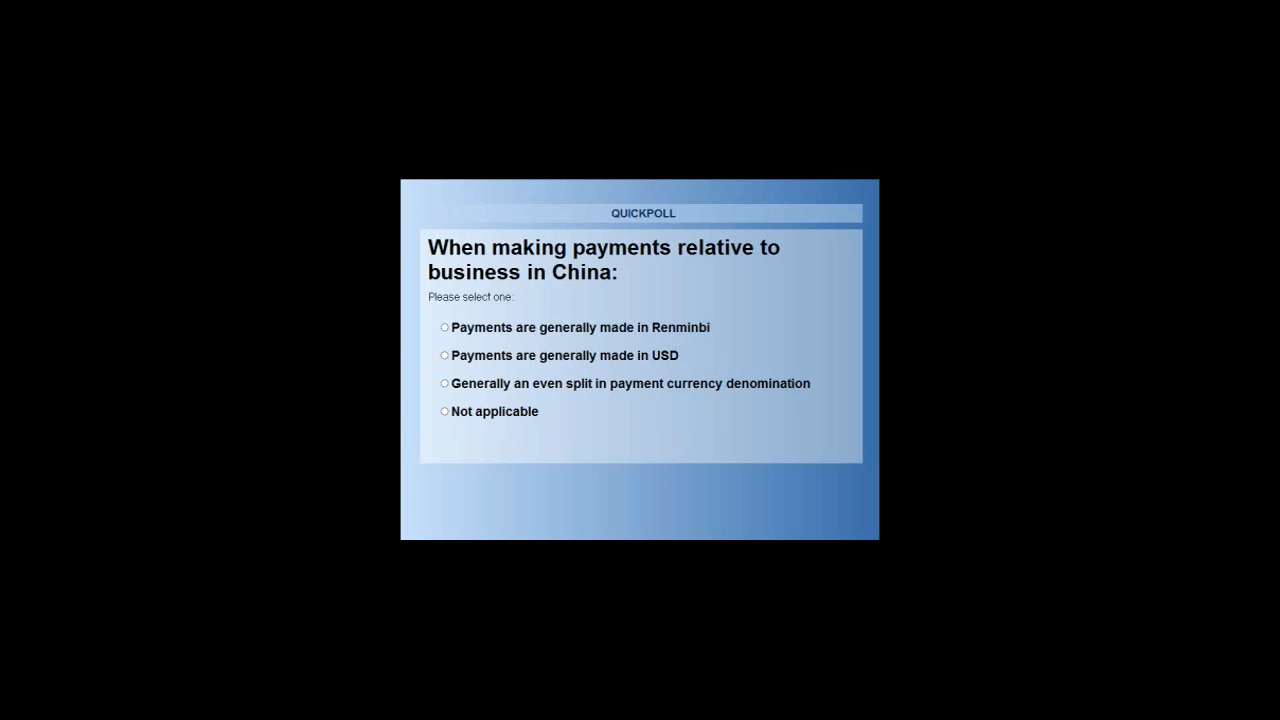 QUICKPOLL
When making payments relative to
business in China:
Please select one:
Payments are generally made in Renminbi
Payments are generally made in USD
Generally an even split in payment currency denomination
Not applicable